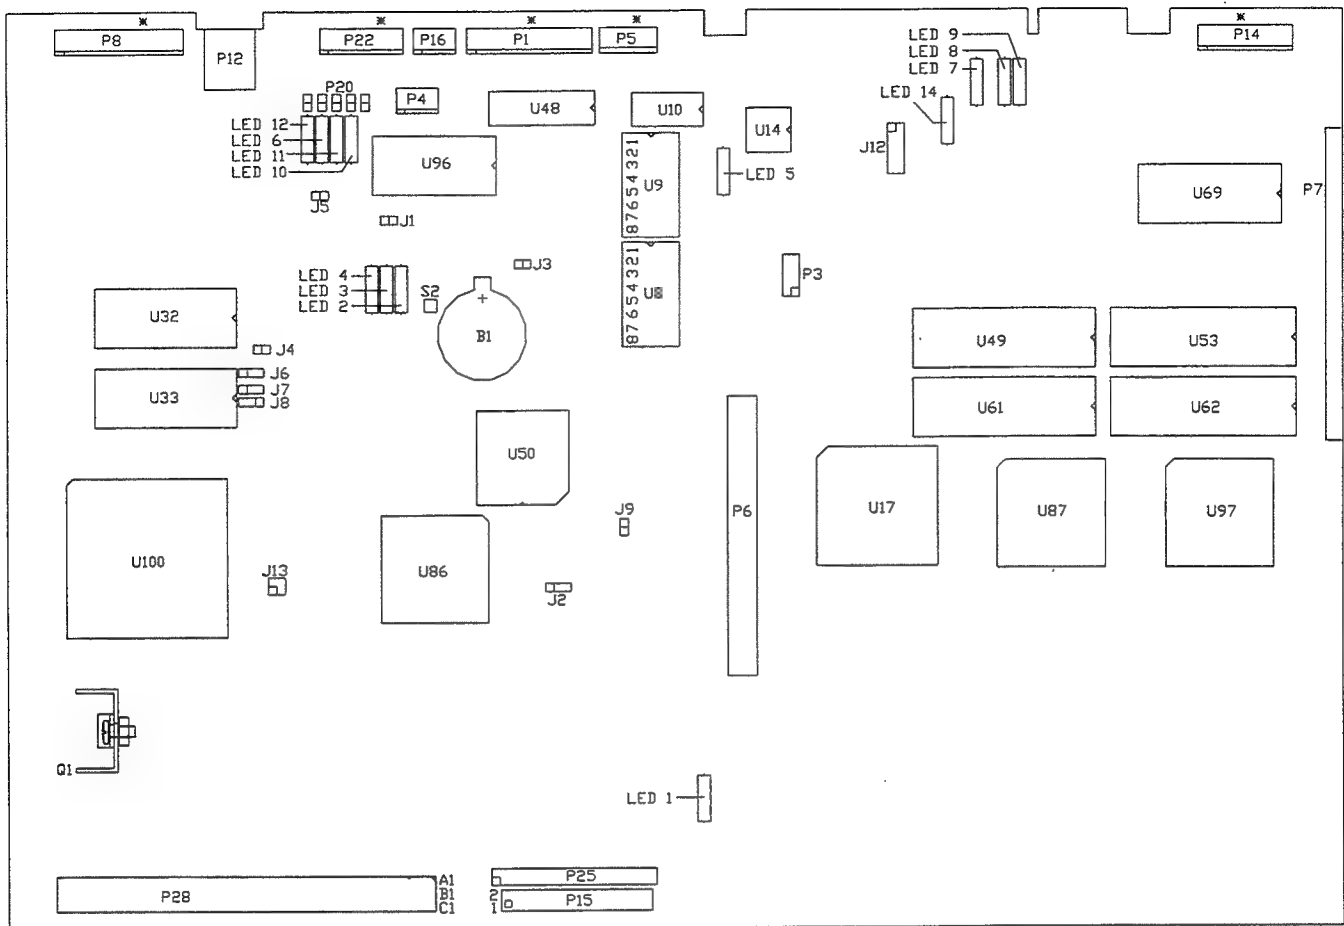 * * * * *
P8 P22 P16 P1 P5 P14
P12
LED 9
LED 8
LED 7
LED 14
P20
P4
U48
U10
U14
J12
LED 12
LED 6
LED 11
LED 10
U96
87654321
U9
LED 5
U69
P7
J5
J1
LED 4
LED 3
LED 2
S2
J3
+
B1
87654321
U8
P3
U32
J4
U33
J6
J7
J8
U49
U53
U61
U62
U50
U100
J13
U86
J9
J2
P6
U17
U87
U97
Q1
LED 1
P28
A1
B1
C1
P25
2
1
P15